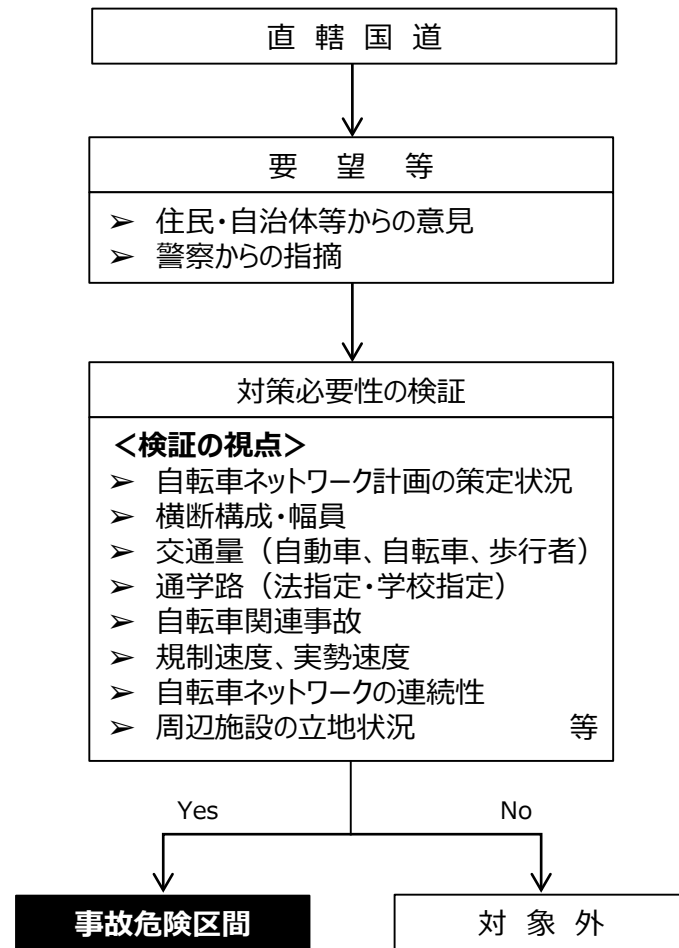 直 轄 国 道
要 望 等
➢ 住民・自治体等からの意見
➢ 警察からの指摘
対策必要性の検証
＜検証の視点＞
➢ 自転車ネットワーク計画の策定状況
➢ 横断構成・幅員
➢ 交通量（自動車、自転車、歩行者）
➢ 通学路（法指定・学校指定）
➢ 自転車関連事故
➢ 規制速度、実勢速度
➢ 自転車ネットワークの連続性
➢ 周辺施設の立地状況 等
Yes No
事故危険区間 対 象 外